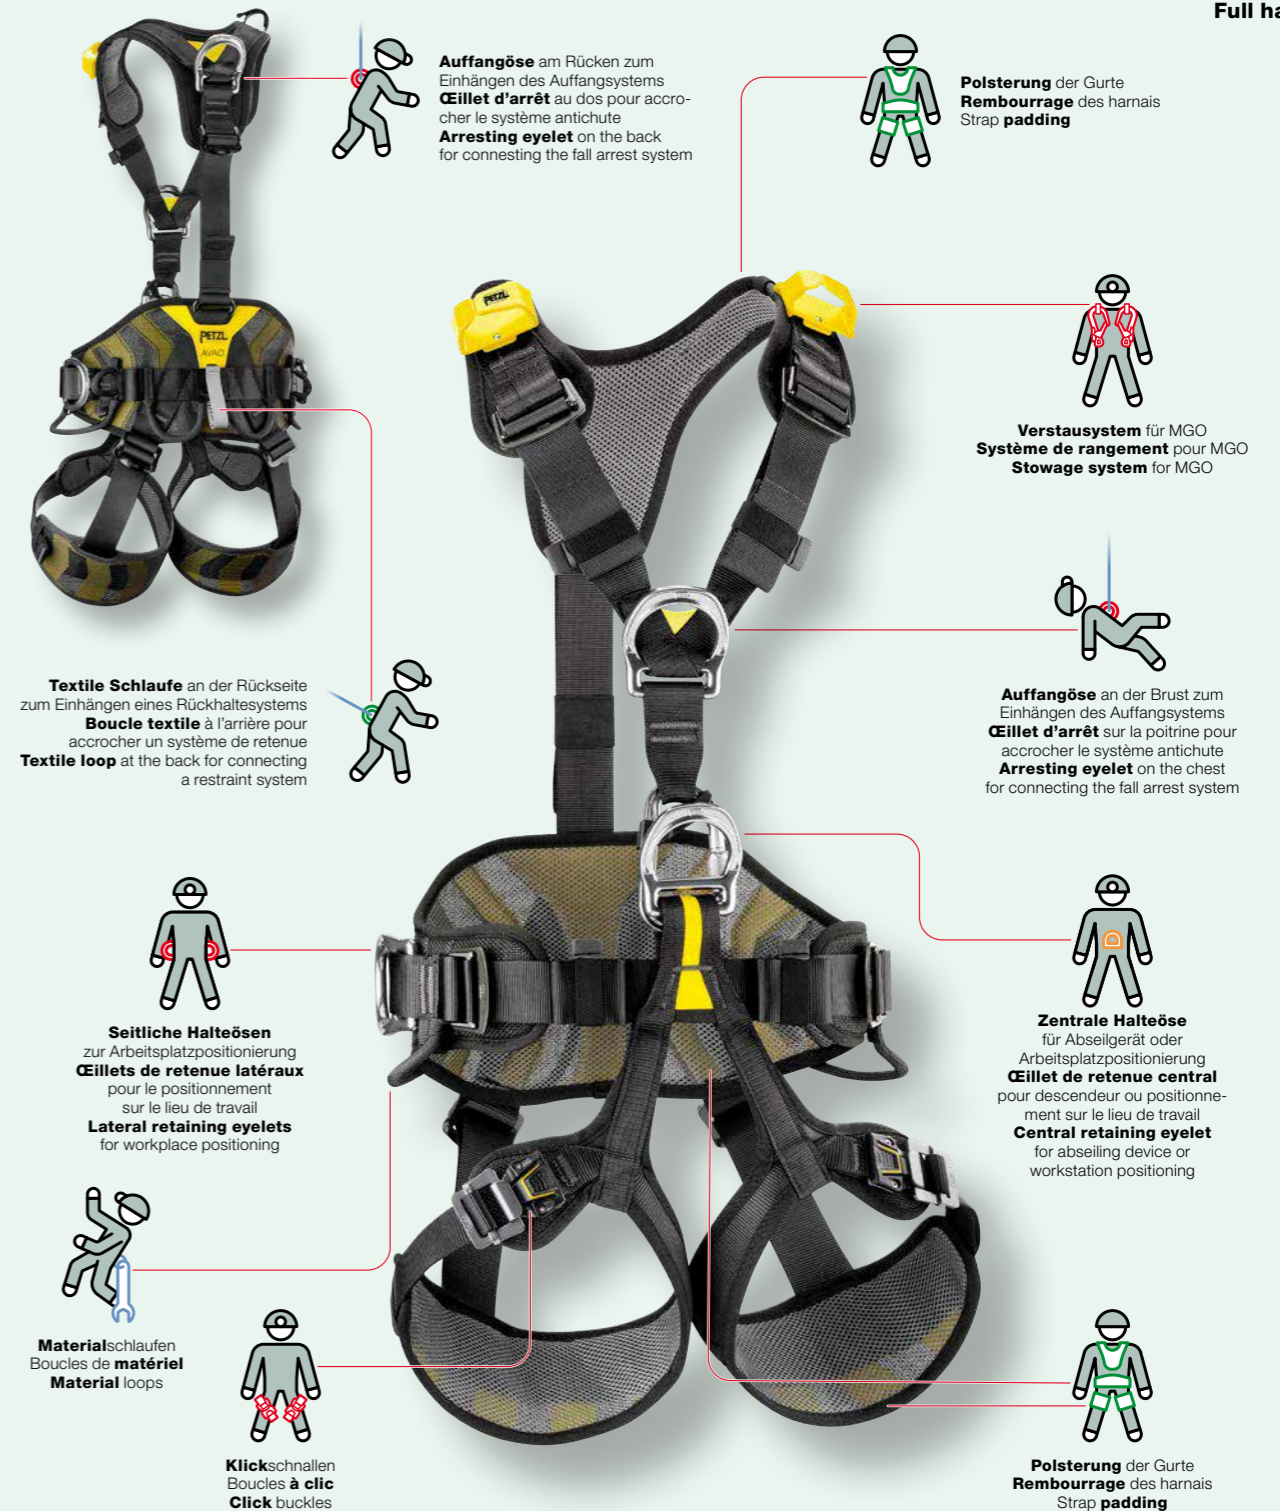 Full ha
Auffangöse am Rücken zum
Einhängen des Auffangsystems
Œillet d'arrêt au dos pour accro-
cher le système antichute
Arresting eyelet on the back
for connesting the fall arrest system
Polsterung der Gurte
Rembourrage des harnais
Strap padding
PETZL
AVAO
PETZL
Verstausystem für MGO
Système de rangement pour MGO
Stowage system for MGO
Textile Schlaufe an der Rückseite
zum Einhängen eines Rückhaltesystems
Boucle textile à l'arrière pour
accrocher un système de retenue
Textile loop at the back for connecting
a restraint system
Auffangöse an der Brust zum
Einhängen des Auffangsystems
Œillet d'arrêt sur la poitrine pour
accrocher le système antichute
Arresting eyelet on the chest
for connecting the fall arrest system
Seitliche Halteösen
zur Arbeitsplatzpositionierung
Œillets de retenue latéraux
pour le positionnement
sur le lieu de travail
Lateral retaining eyelets
for workplace positioning
Zentrale Halteöse
für Abseilgerät oder
Arbeitsplatzpositionierung
Œillet de retenue central
pour descendeur ou positionne-
ment sur le lieu de travail
Central retaining eyelet
for abseiling device or
workstation positioning
Materialschlaufen
Boucles de matériel
Material loops
Klickschnallen
Boucles à clic
Click buckles
Polsterung der Gurte
Rembourrage des harnais
Strap padding